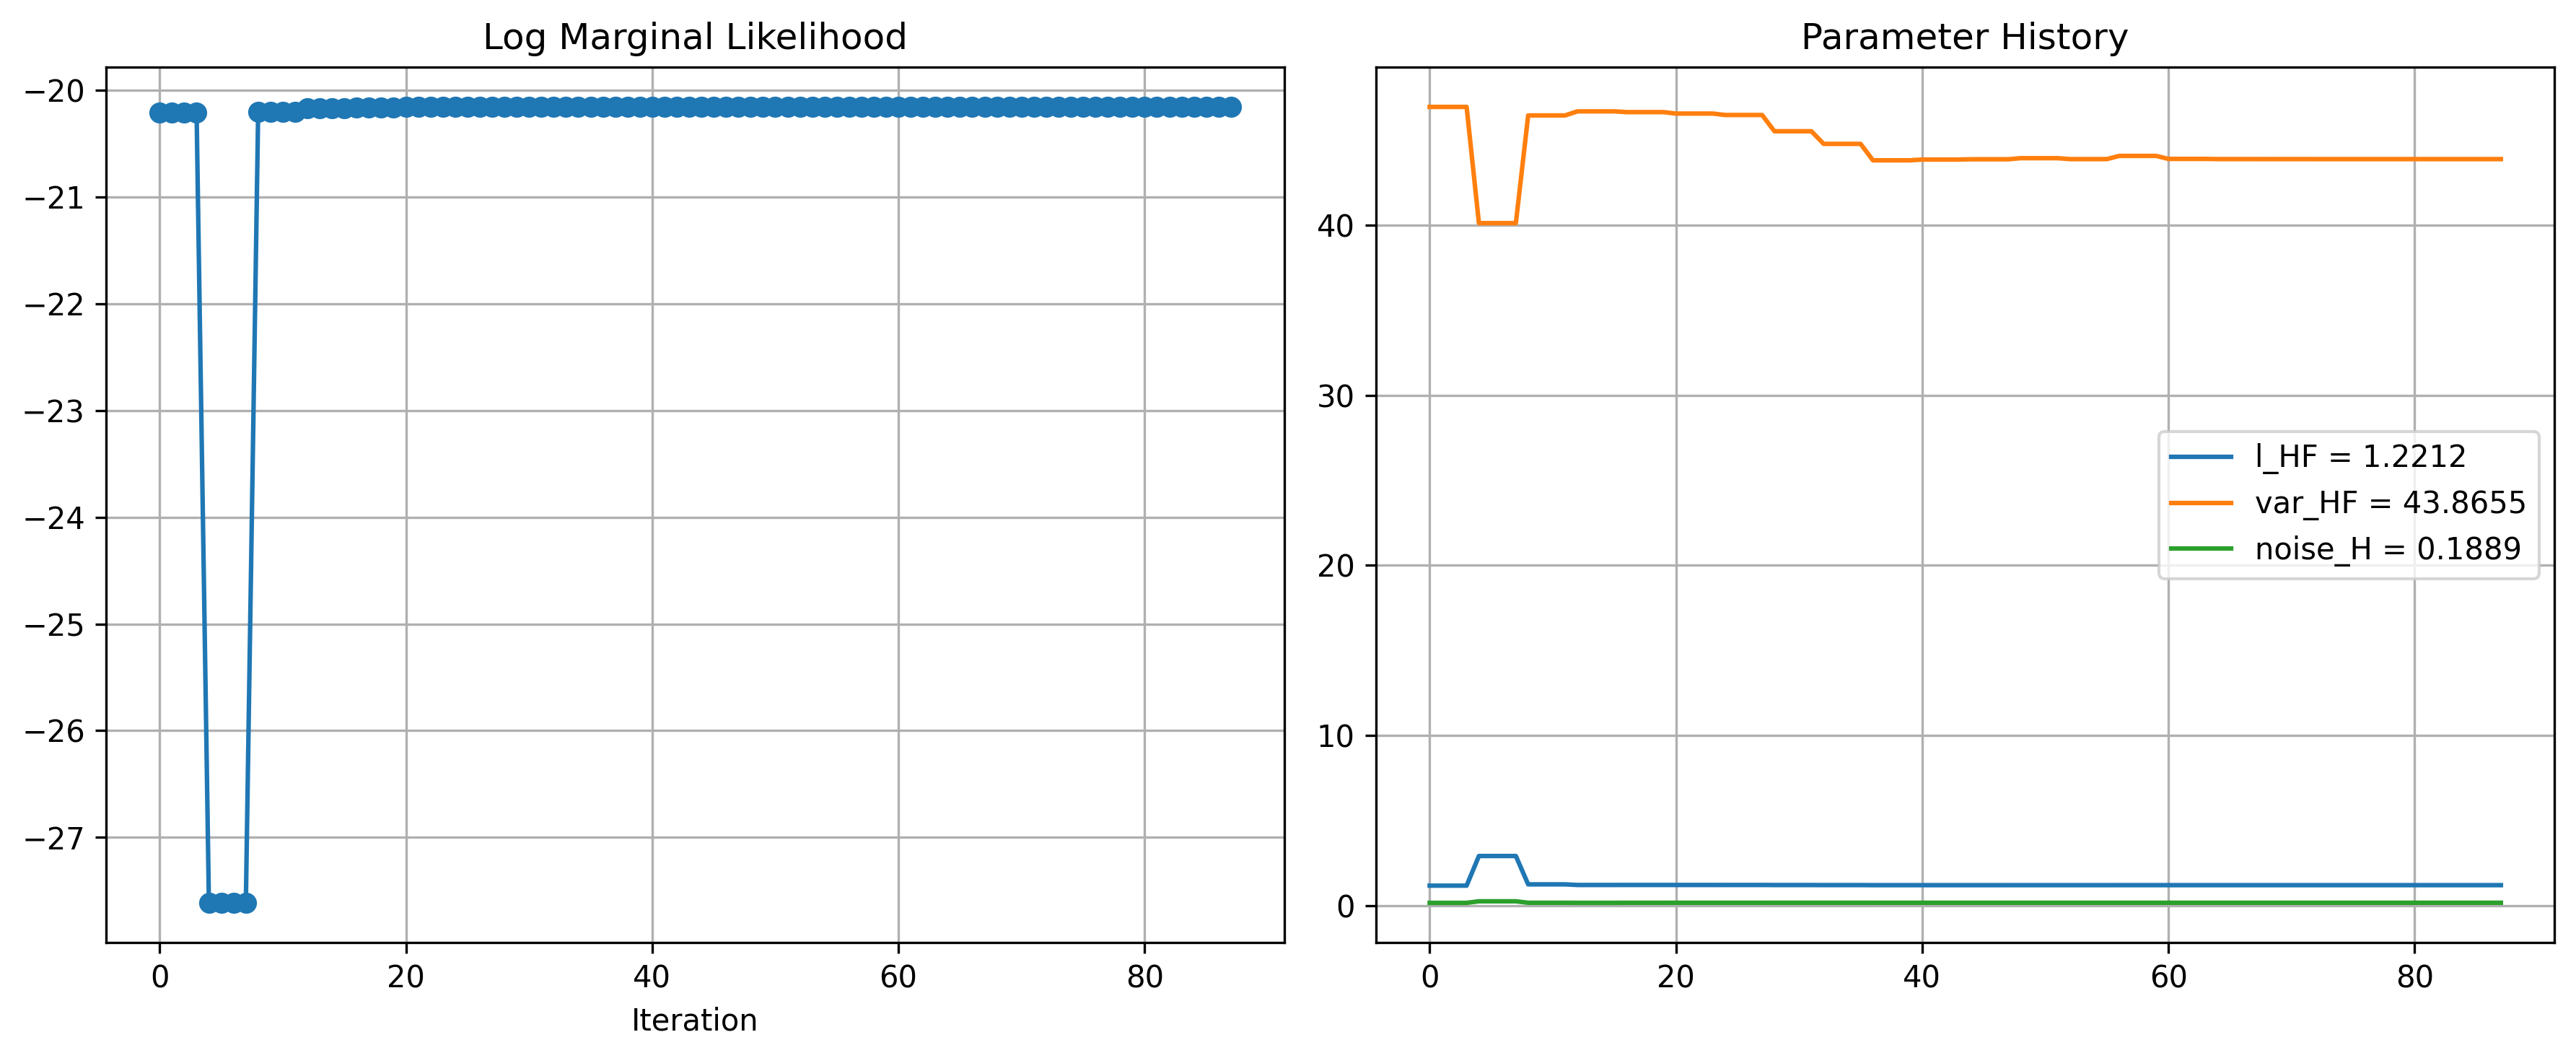 Log Marginal Likelihood
−20
−21
−22
−23
−24
−25
−26
−27
0 20 40 60 80
Iteration
Parameter History
40
30
20
10
0
l_HF = 1.2212
var_HF = 43.8655
noise_H = 0.1889
0 20 40 60 80